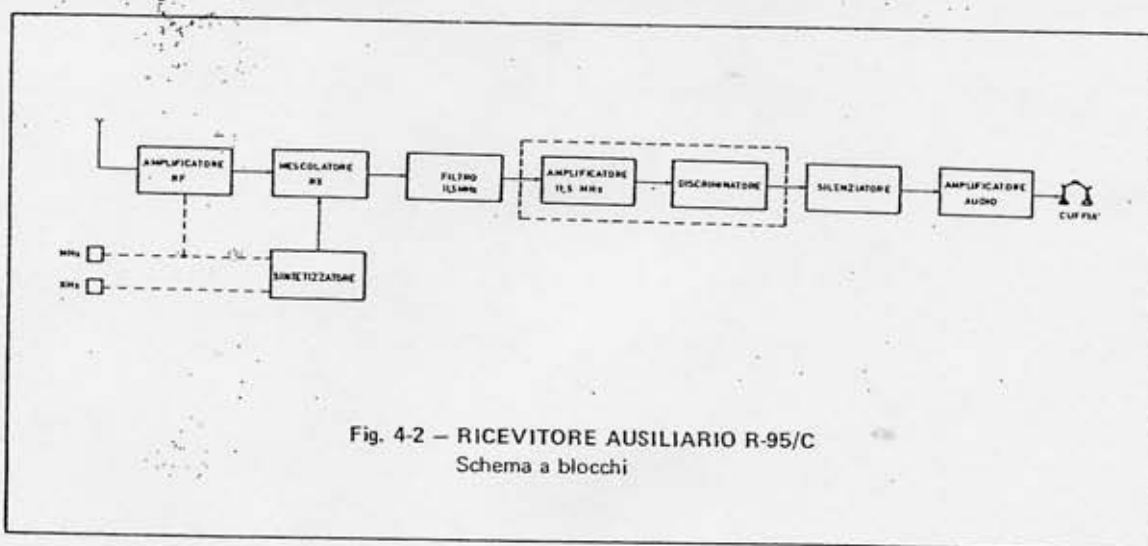 AMPLIFICATORE
RF
MESCOLATORE
RX
FILTRO
11,5 MHz
AMPLIFICATORE
11,5 MHz
DISCRIMINATORE
SILENZIATORE
AMPLIFICATORE
AUDIO
CUFFIA
MHz
KHz
SINTETIZZATORE
Fig. 4-2 — RICEVITORE AUSILIARIO R-95/C
Schema a blocchi